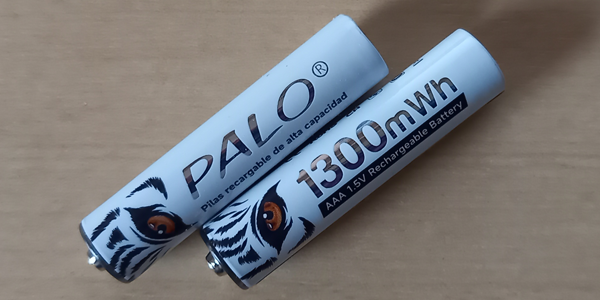 PALO®
Pilas recargable de alta capacidad
1300mWh
AAA 1.5V Rechargeable Battery